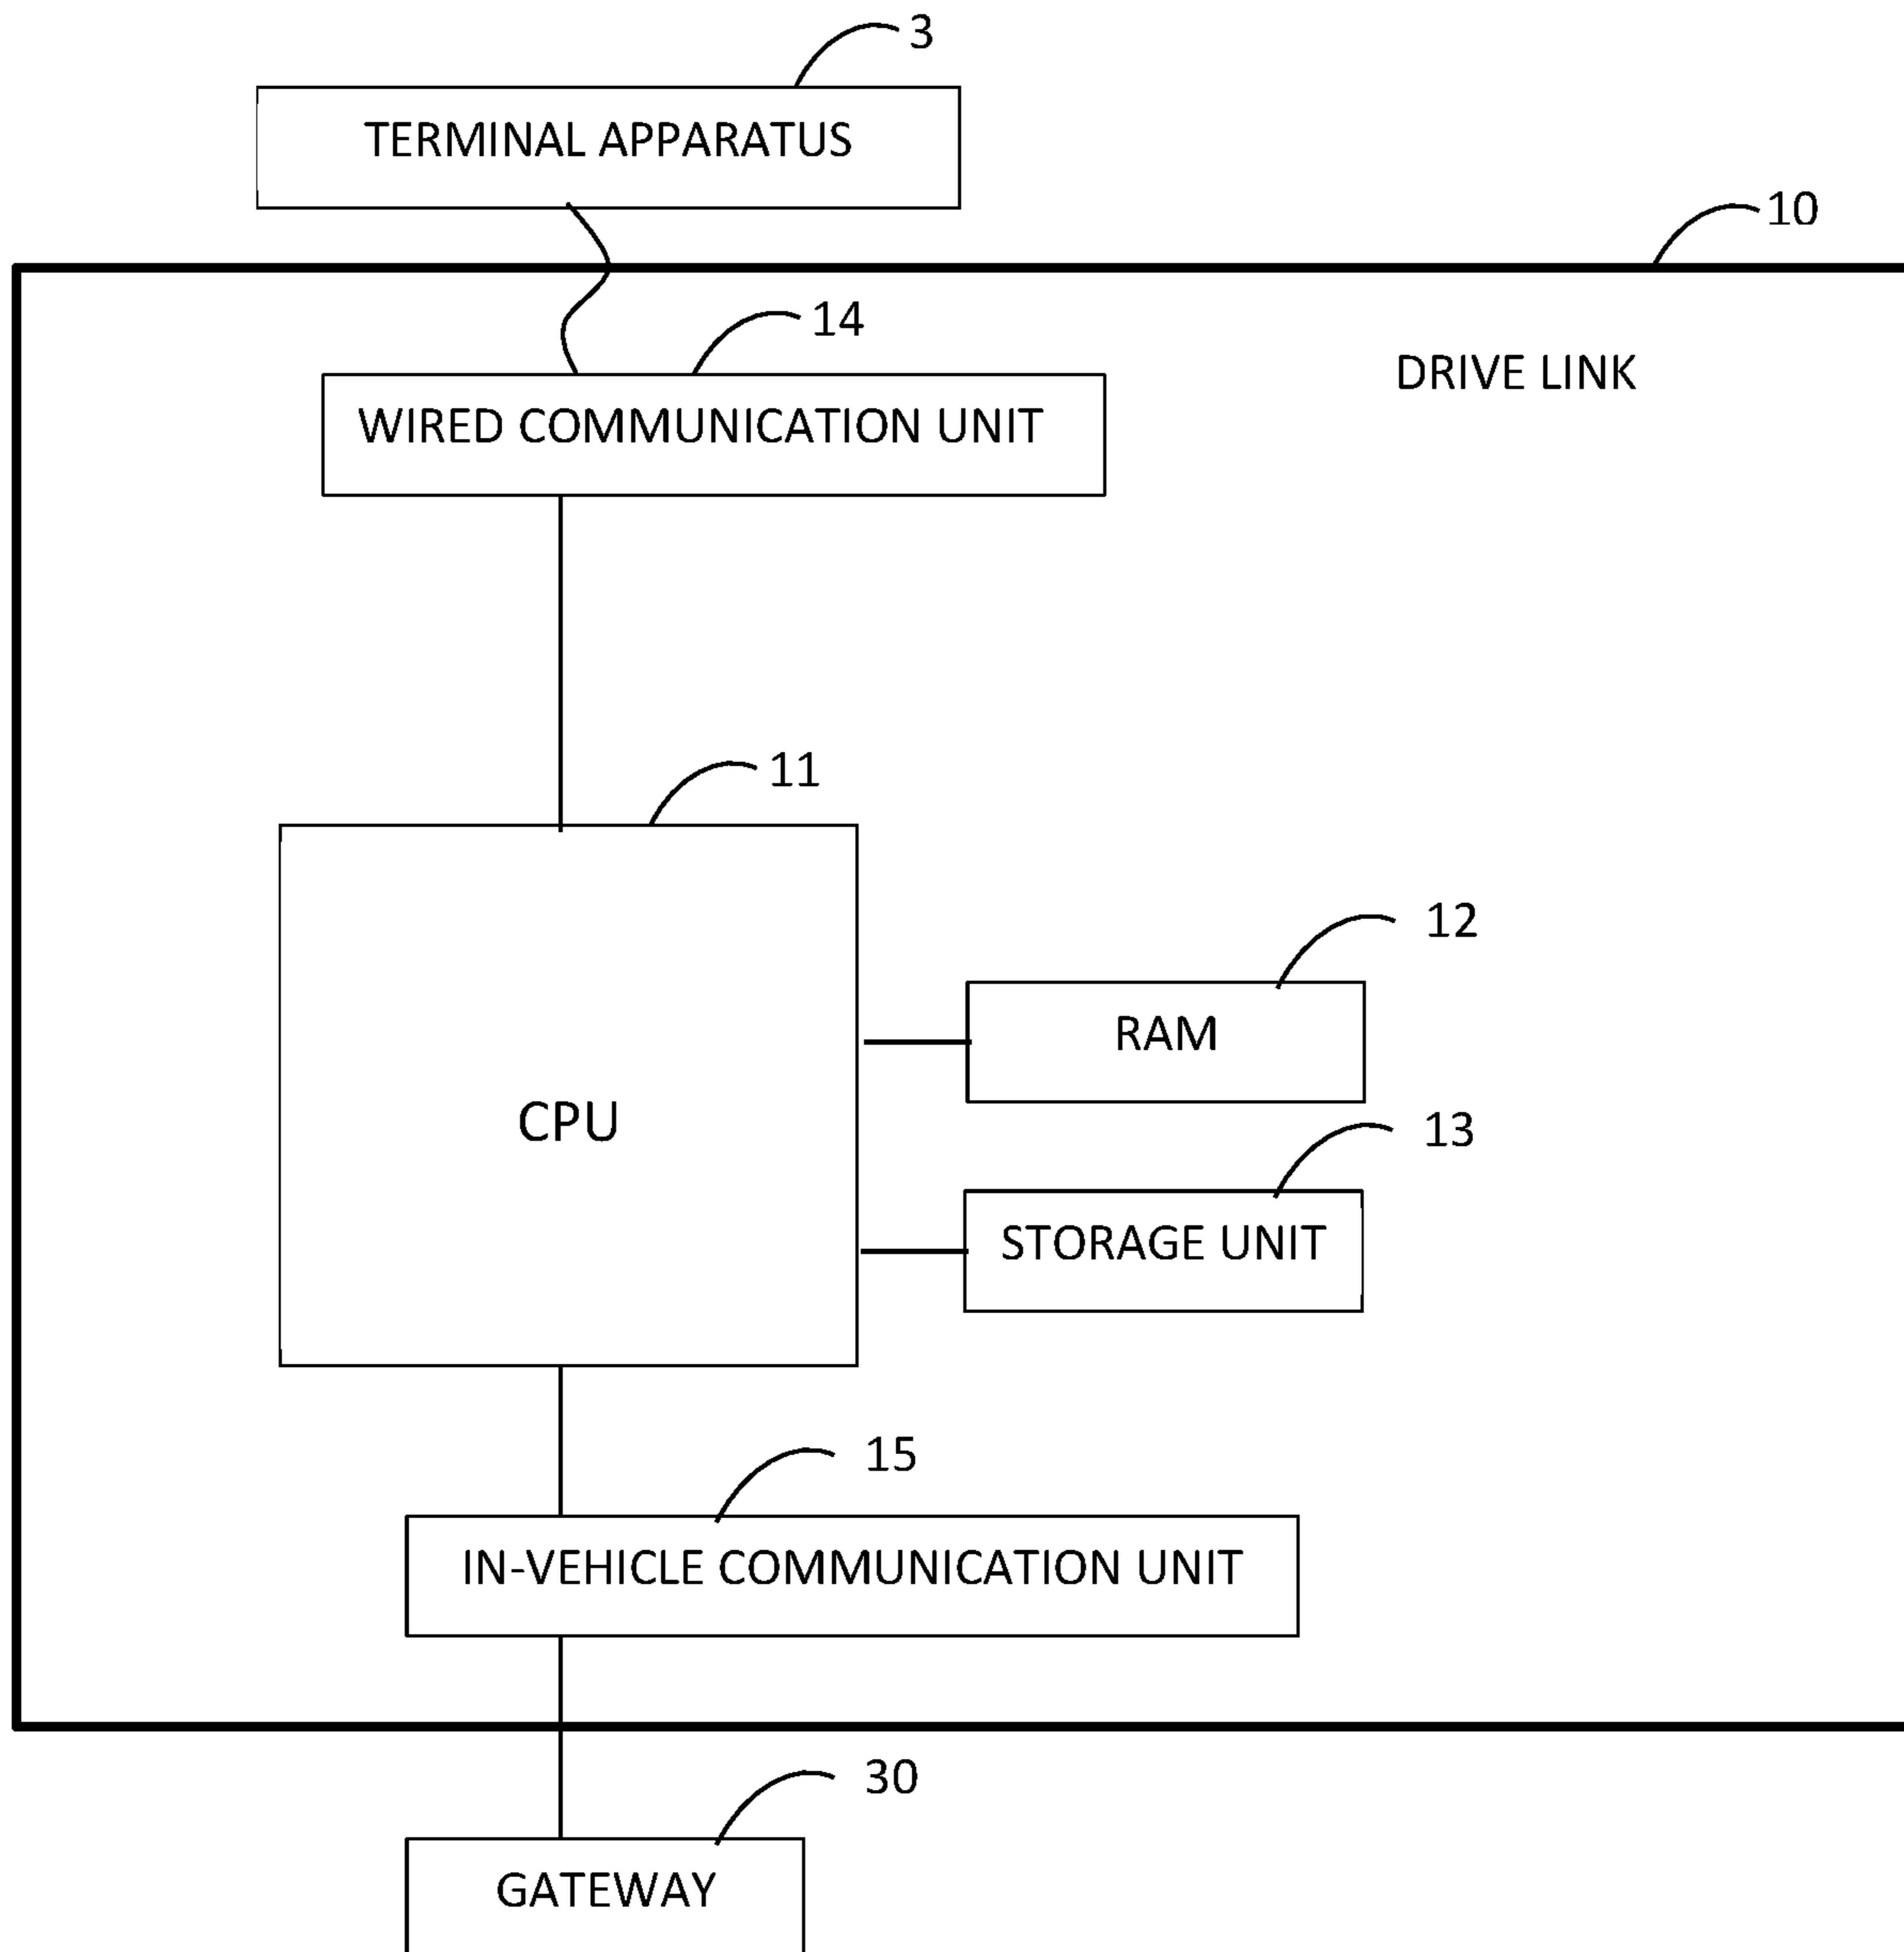 3
TERMINAL APPARATUS
10
14
DRIVE LINK
WIRED COMMUNICATION UNIT
11
12
RAM
CPU
13
STORAGE UNIT
15
IN-VEHICLE COMMUNICATION UNIT
30
GATEWAY